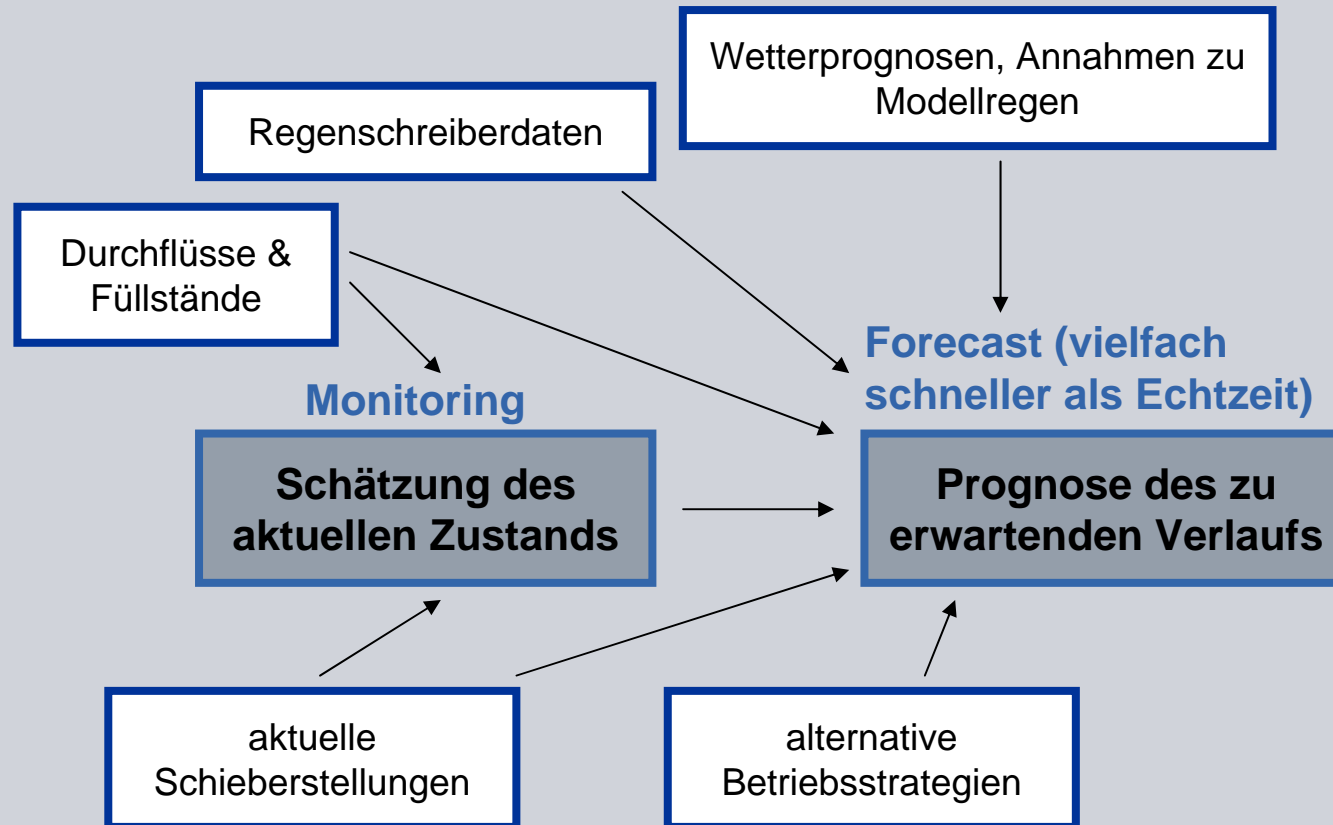 Wetterprognosen, Annahmen zu
Modellregen
Regenschreiberdaten
Durchflüsse &
Füllstände
Forecast (vielfach
schneller als Echtzeit)
Monitoring
Schätzung des
aktuellen Zustands
Prognose des zu
erwartenden Verlaufs
aktuelle
Schieberstellungen
alternative
Betriebsstrategien